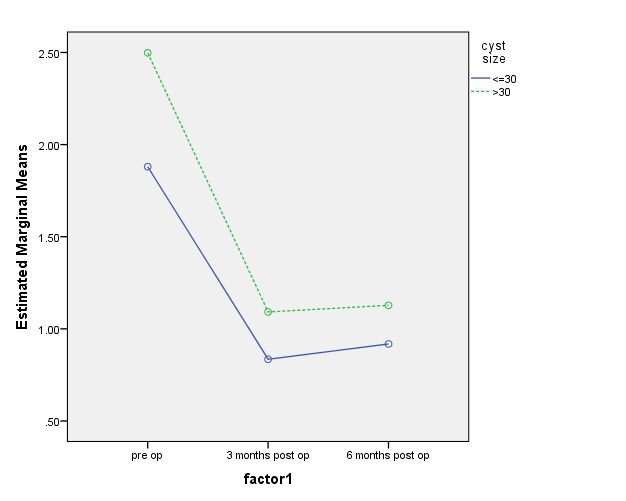 Estimated Marginal Means
2.50
2.00
1.50
1.00
.50
pre op
3 months post op
6 months post op
factor1
cyst
size
<=30
>30